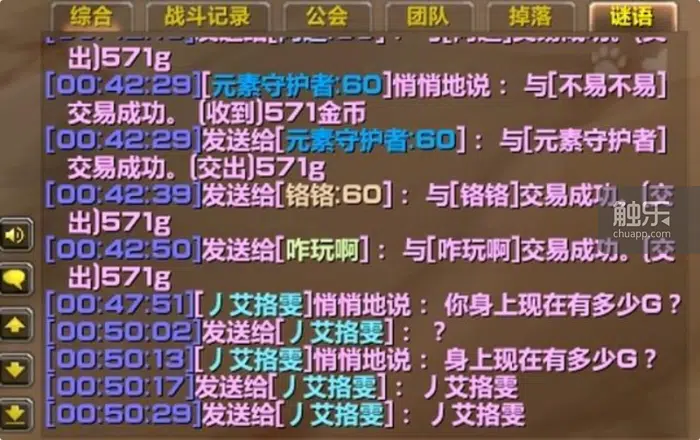 综合 战斗记录 公会 团队 掉落 谜语
出)571g
[00:42:29][元素守护者:60]悄悄地说： 与[不易不易]
交易成功。 (收到)571金币
[00:42:29]发送给[元素守护者:60]： 与[元素守护者]
交易成功。(交出)571g
[00:42:39]发送给[铬铬:60]： 与[铬铬]交易成功。(交
出)571g
[00:42:50]发送给[咋玩啊]： 与[咋玩啊]交易成功。(交
出)571g
[00:47:51][丿艾挌雯]悄悄地说： 你身上现在有多少G？
[00:50:02]发送给[丿艾挌雯]： ？
[00:50:13][丿艾挌雯]悄悄地说： 身上现在有多少G？
[00:50:17]发送给[丿艾挌雯]： 丿艾挌雯
[00:50:29]发送给[丿艾挌雯]： 丿艾挌雯
触乐
chuapp.com